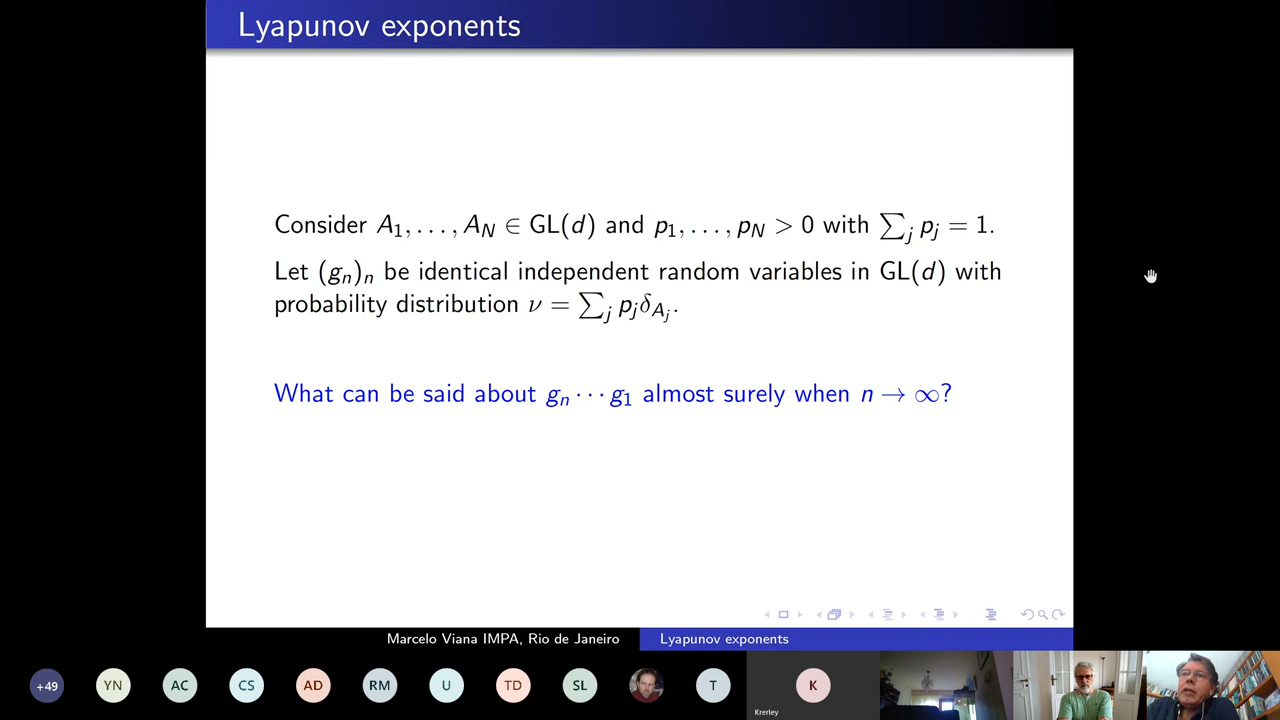 Lyapunov exponents
Consider A₁, . . . , A_N ∈ GL(d) and p₁, . . . , p_N > 0 with ∑_j p_j = 1.
Let (g_n)_n be identical independent random variables in GL(d) with
probability distribution ν = ∑_j p_j δ_{A_j}.
What can be said about g_n · · · g₁ almost surely when n → ∞?
Marcelo Viana IMPA, Rio de Janeiro Lyapunov exponents
+49 YN AC CS AD RM U TD SL T K
Krerley